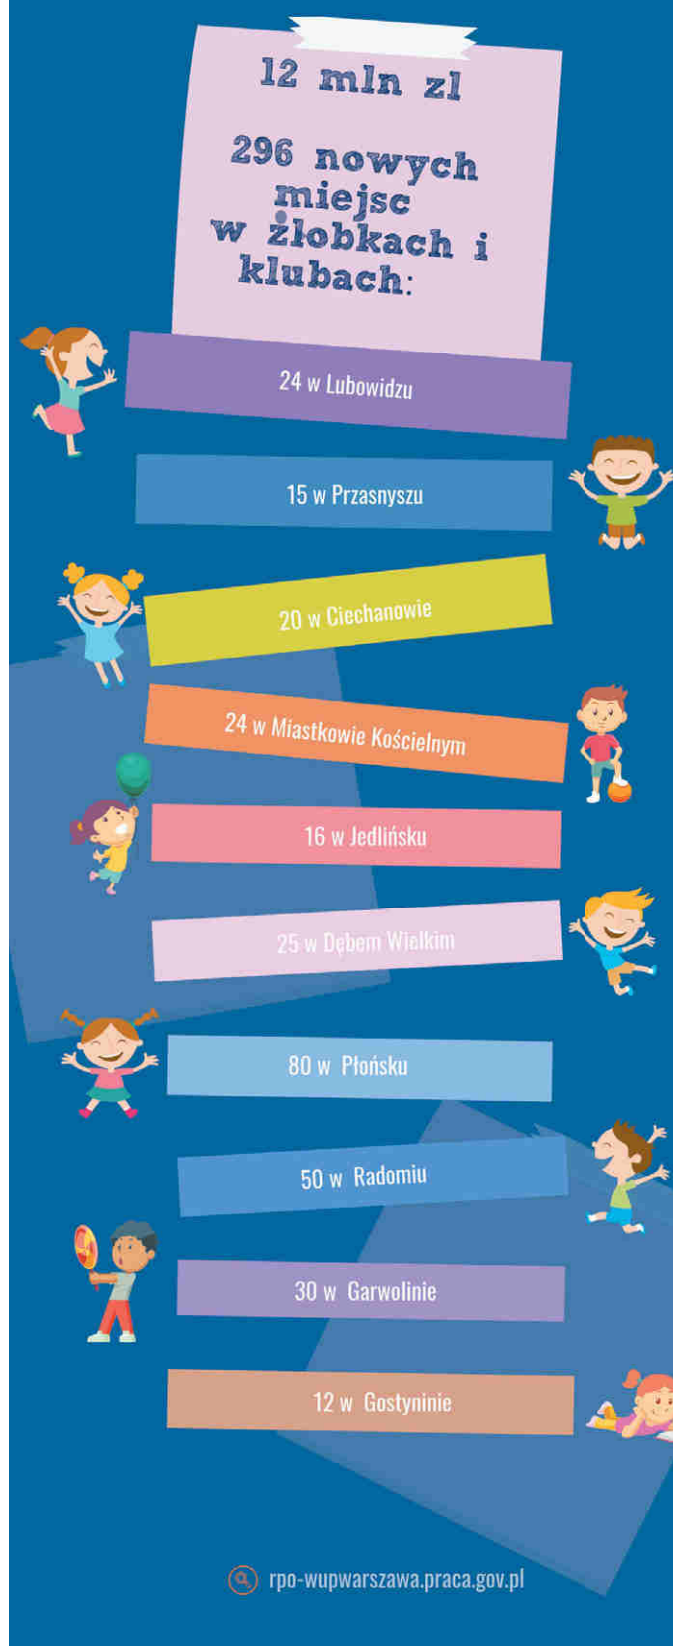 12 mln zl
296 nowych
miejsc
w żlobkach i
klubach:
24 w Lubowidzu
15 w Przasnyszu
20 w Ciechanowie
24 w Miastkowie Kościelnym
16 w Jedlińsku
25 w Dębem Wielkim
80 w Płońsku
50 w Radomiu
30 w Garwolinie
12 w Gostyninie
rpo-wupwarszawa.praca.gov.pl